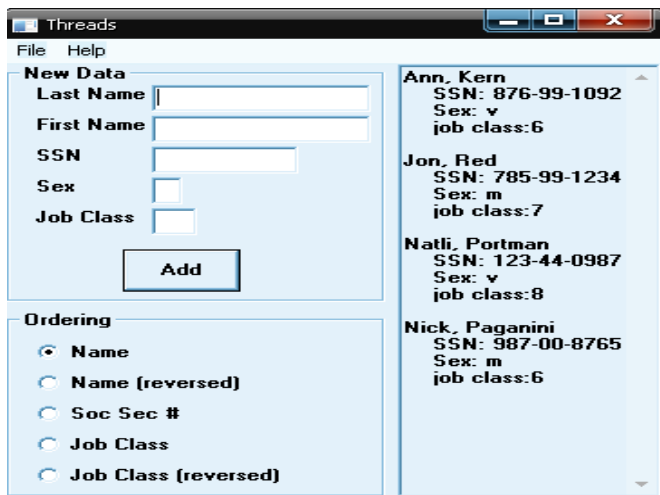 Threads
File Help
New Data
Last Name
First Name
SSN
Sex
Job Class
Add
Ordering
Name
Name (reversed)
Soc Sec #
Job Class
Job Class (reversed)
Ann, Kern
SSN: 876-99-1092
Sex: v
job class:6
Jon, Red
SSN: 785-99-1234
Sex: m
job class:7
Natli, Portman
SSN: 123-44-0987
Sex: v
job class:8
Nick, Paganini
SSN: 987-00-8765
Sex: m
job class:6